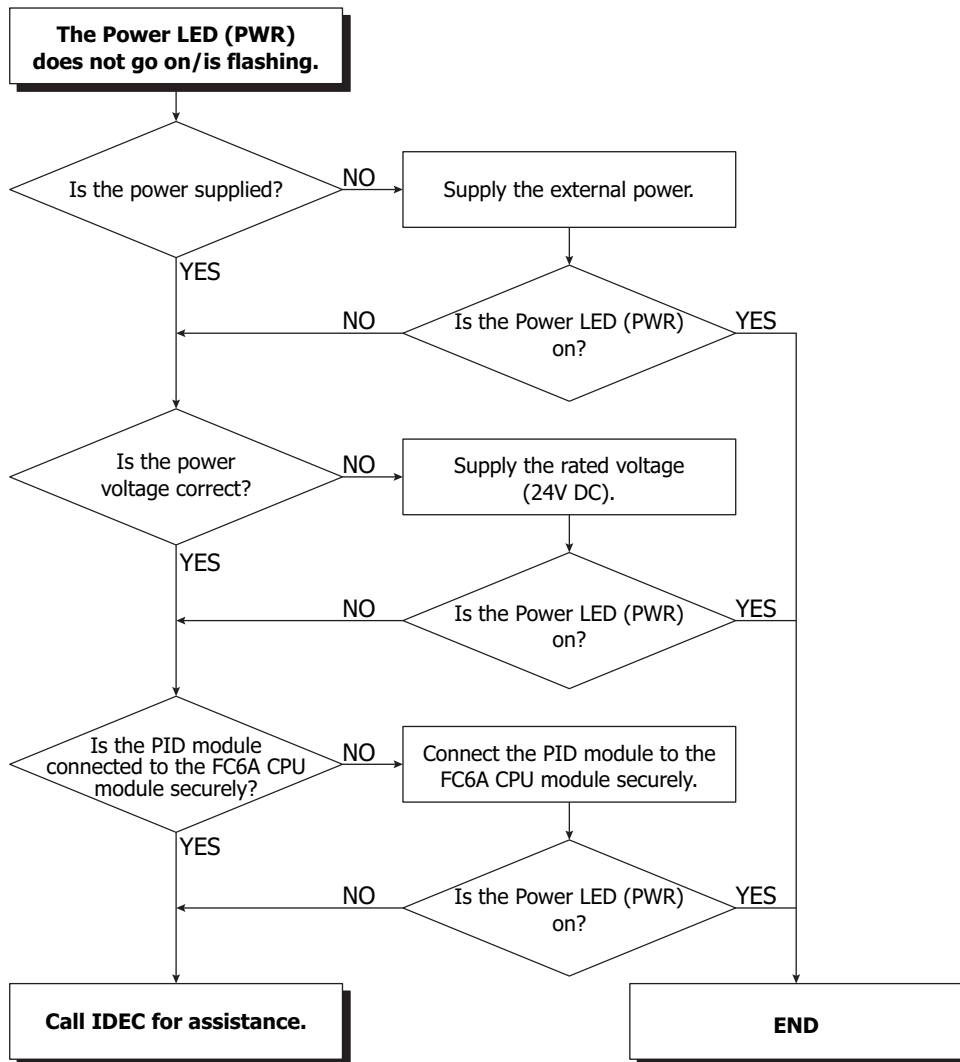 The Power LED (PWR)
does not go on/is flashing.
Is the power supplied?
NO
Supply the external power.
YES
NO
Is the Power LED (PWR)
on?
YES
Is the power
voltage correct?
NO
Supply the rated voltage
(24V DC).
YES
NO
Is the Power LED (PWR)
on?
YES
Is the PID module
connected to the FC6A CPU
module securely?
NO
Connect the PID module to the
FC6A CPU module securely.
YES
NO
Is the Power LED (PWR)
on?
YES
Call IDEC for assistance.
END